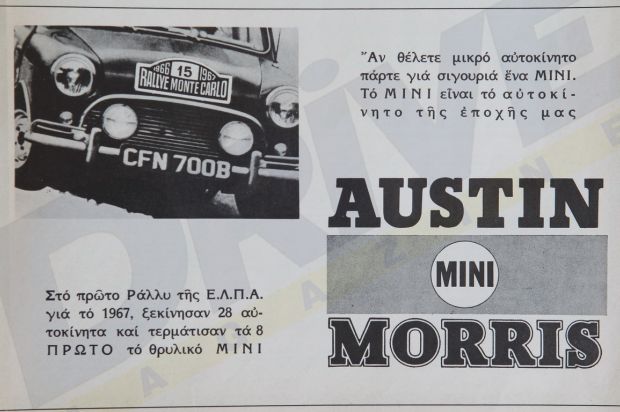 1966 15 1967
RALLYE MONTE CARLO
CFN 700B
Ἄν θέλετε μικρό αὐτοκίνητο
πάρτε γιά σιγουριά ἕνα MINI.
Τό MINI εἶναι τό αὐτοκί-
νητο τῆς ἐποχῆς μας
AUSTIN
MINI
MORRIS
Στό πρῶτο Ράλλυ τῆς Ε.Λ.Π.Α.
γιά τό 1967, ξεκίνησαν 28 αὐ-
τοκίνητα καί τερμάτισαν τά 8
ΠΡΩΤΟ τό θρυλικό MINI
DRIVE
MAGAZINE